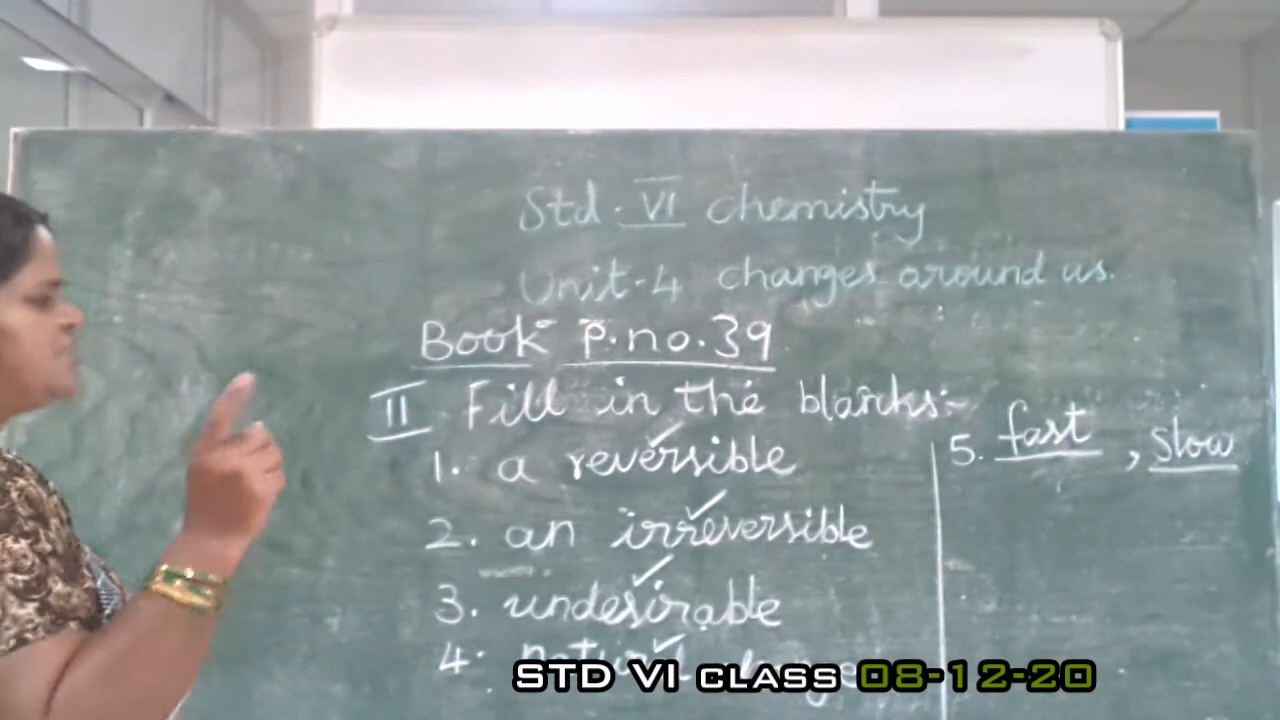 Std. VI chemistry
Unit-4 changes around us.
Book P.no.39
II Fill in the blanks:-
1. a reversible
2. an irreversible
3. undesirable
4.
5. fast, slow
STD VI CLASS 08-12-20